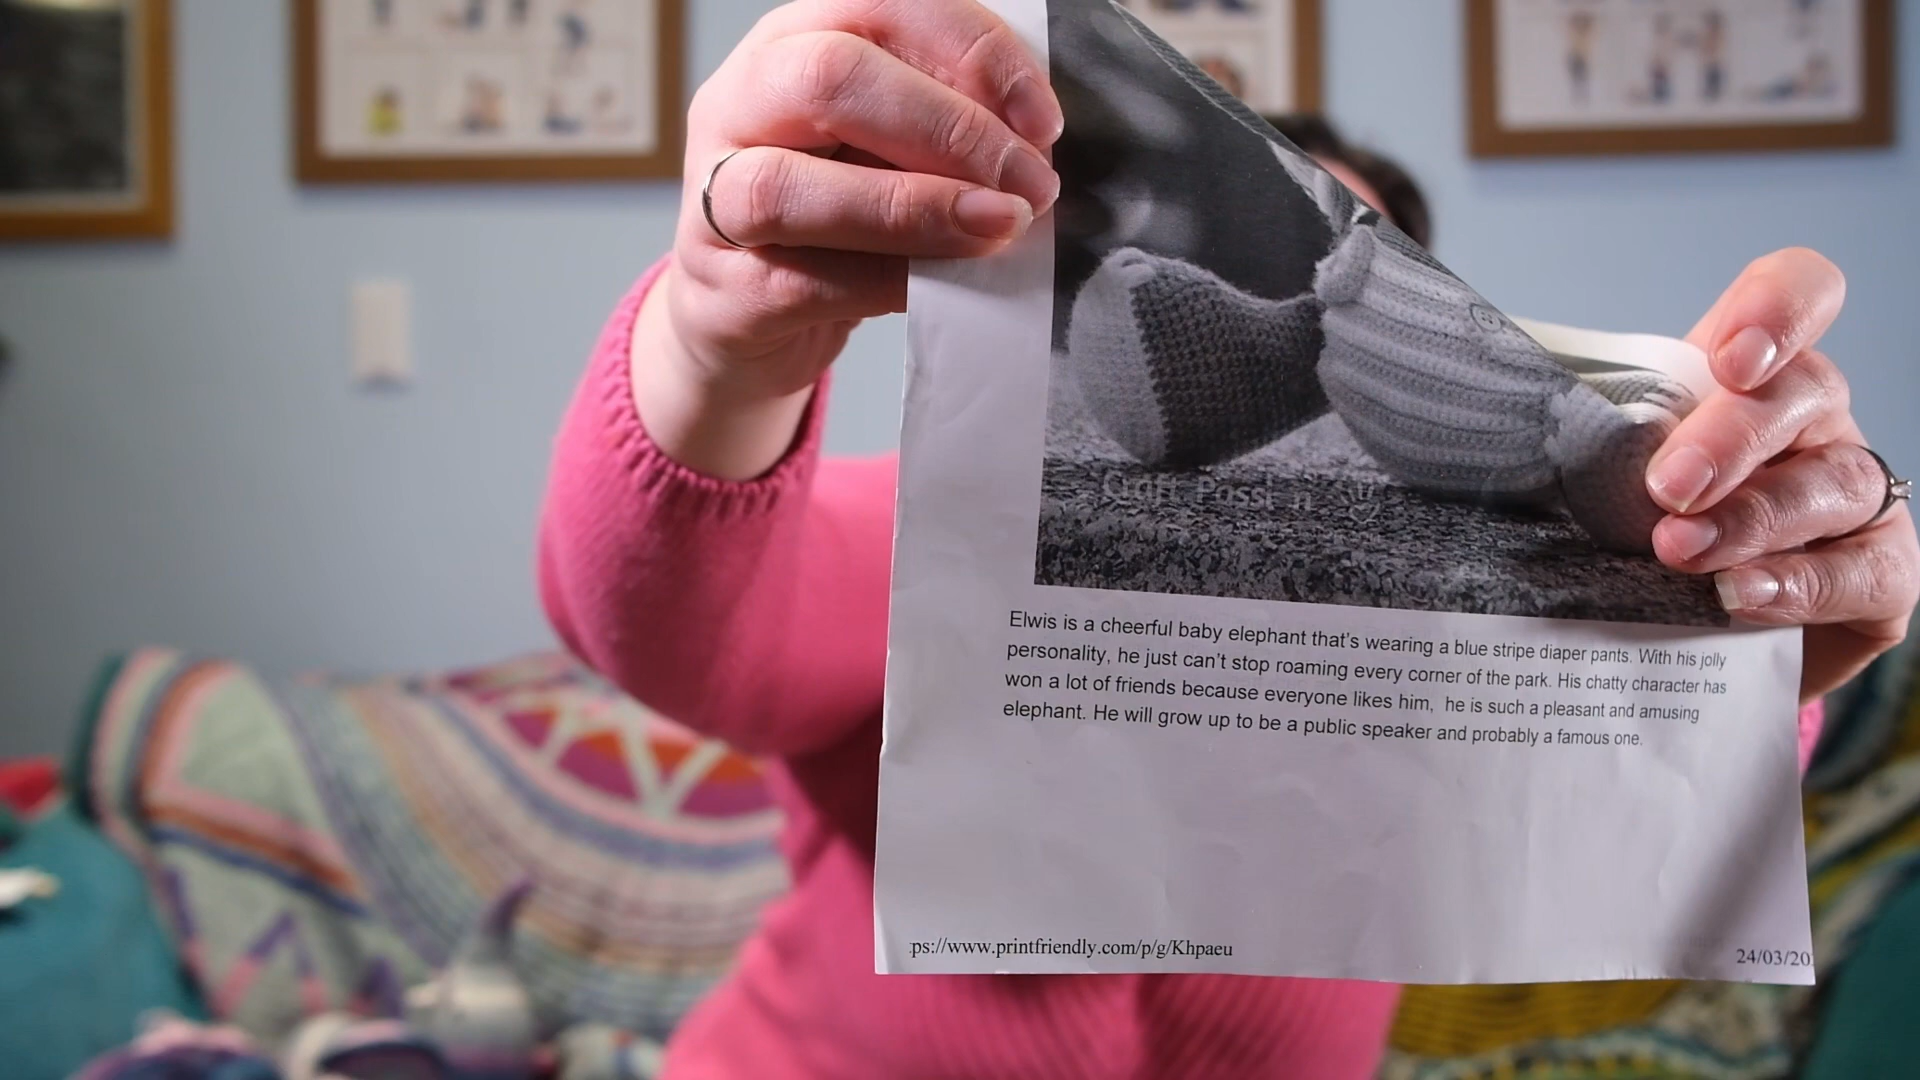 Craft Passi n
Elwis is a cheerful baby elephant that's wearing a blue stripe diaper pants. With his jolly
personality, he just can't stop roaming every corner of the park. His chatty character has
won a lot of friends because everyone likes him,  he is such a pleasant and amusing
elephant. He will grow up to be a public speaker and probably a famous one.
ps://www.printfriendly.com/p/g/Khpaeu
24/03/20